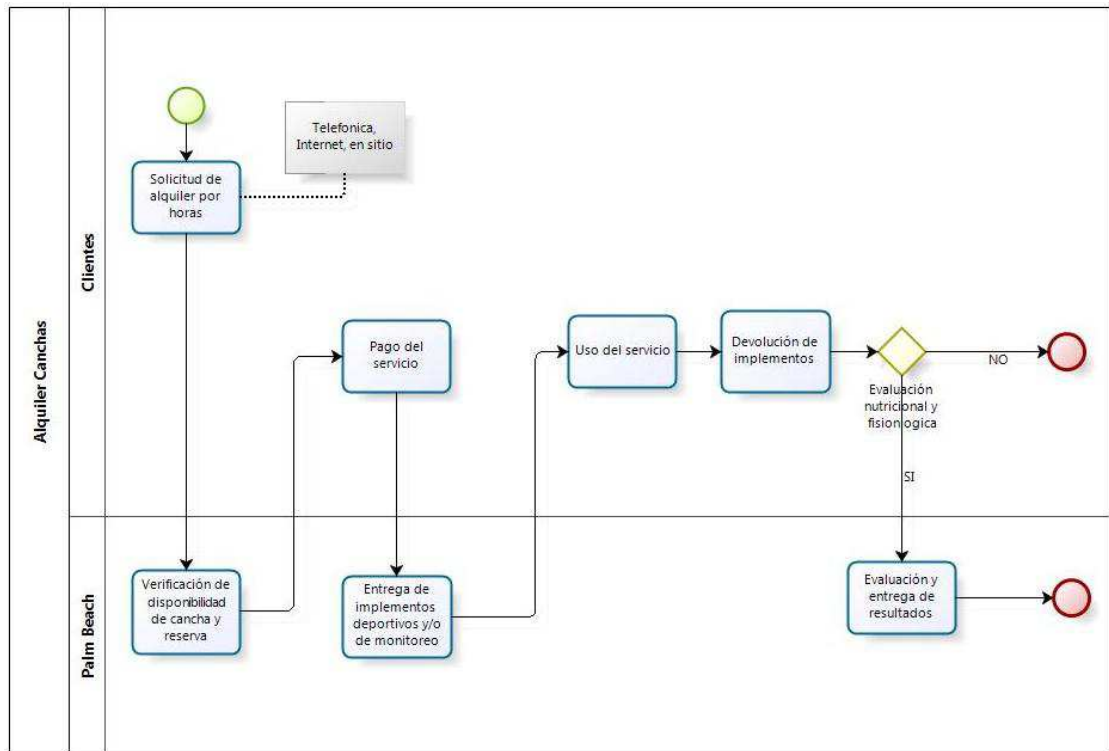 Alquiler Canchas
Clientes
Telefonica,
Internet, en sitio
Solicitud de
alquiler por
horas
Pago del
servicio
Uso del servicio
Devolución de
implementos
Evaluación
nutricional y
fisionlogica
NO
SI
Palm Beach
Verificación de
disponibilidad
de cancha y
reserva
Entrega de
implementos
deportivos y/o
de monitoreo
Evaluación y
entrega de
resultados